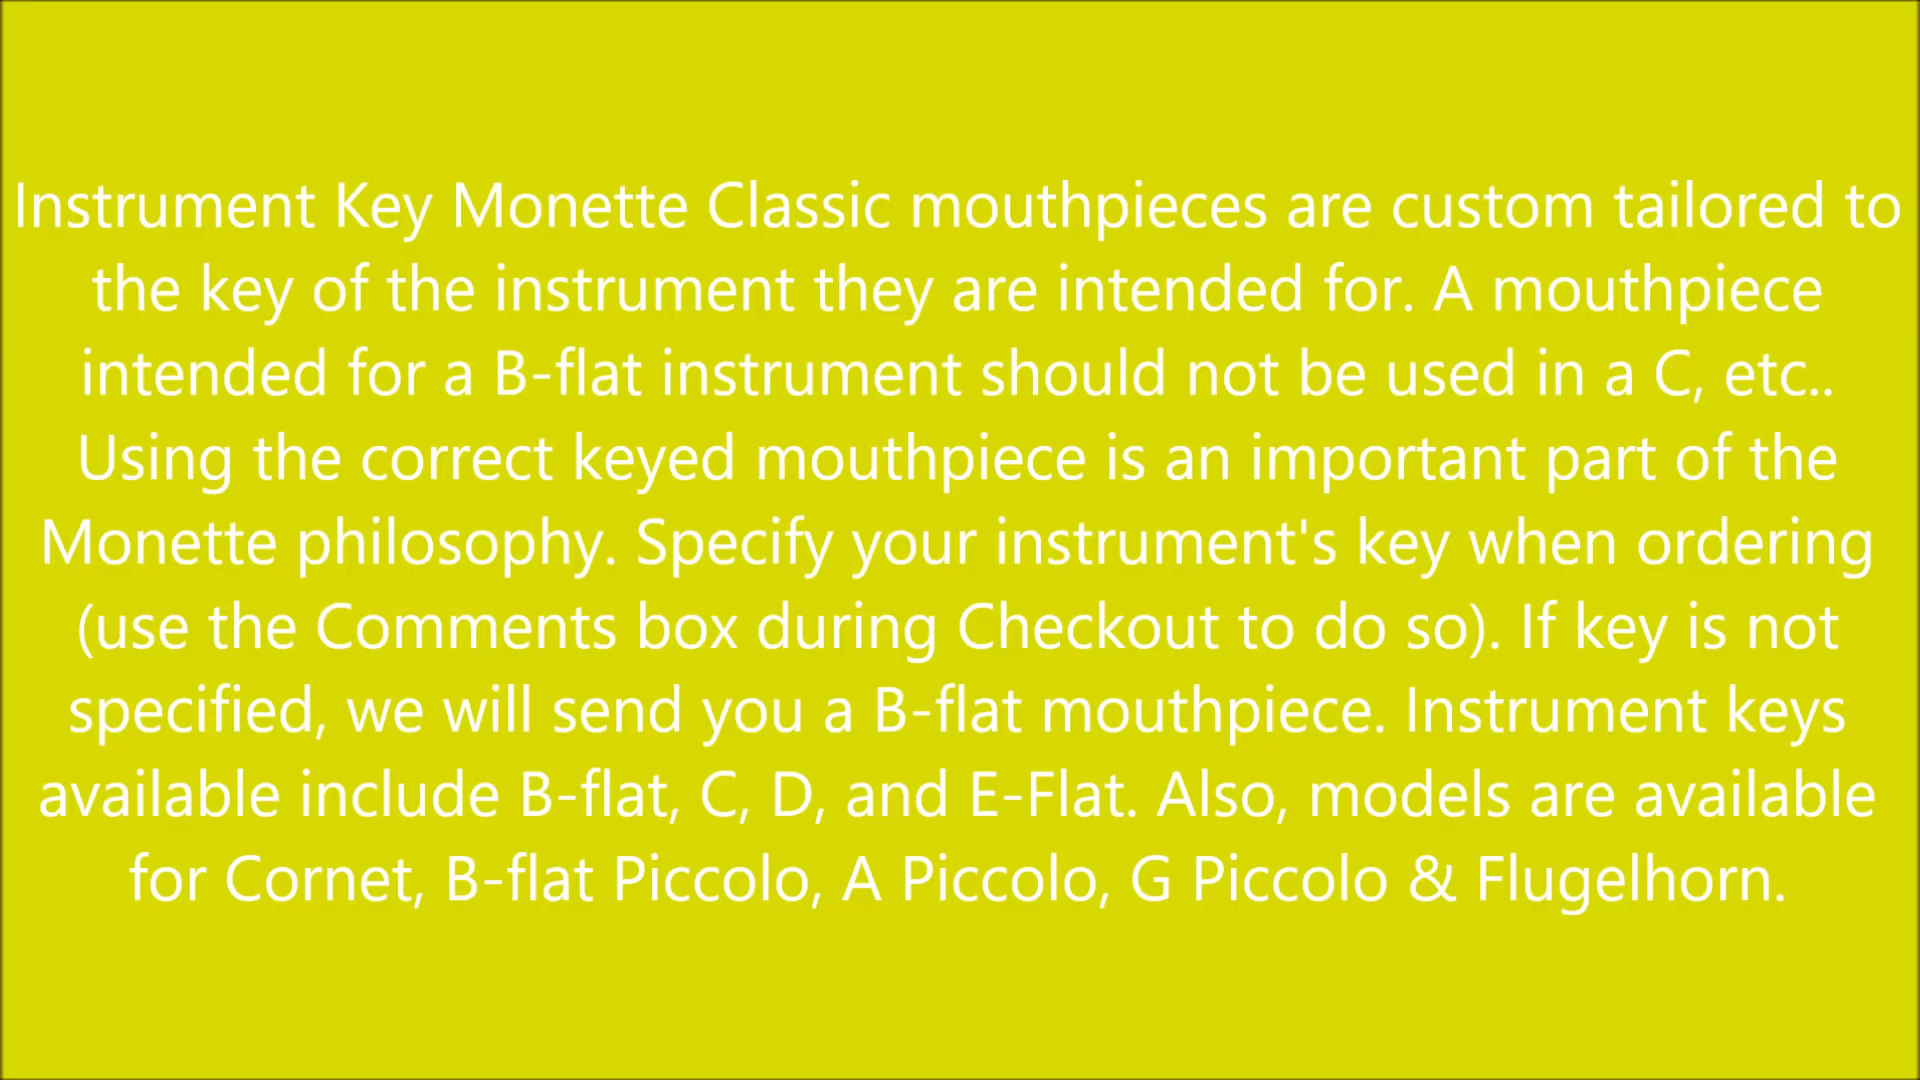 Instrument Key Monette Classic mouthpieces are custom tailored to
the key of the instrument they are intended for. A mouthpiece
intended for a B-flat instrument should not be used in a C, etc..
Using the correct keyed mouthpiece is an important part of the
Monette philosophy. Specify your instrument's key when ordering
(use the Comments box during Checkout to do so). If key is not
specified, we will send you a B-flat mouthpiece. Instrument keys
available include B-flat, C, D, and E-Flat. Also, models are available
for Cornet, B-flat Piccolo, A Piccolo, G Piccolo & Flugelhorn.